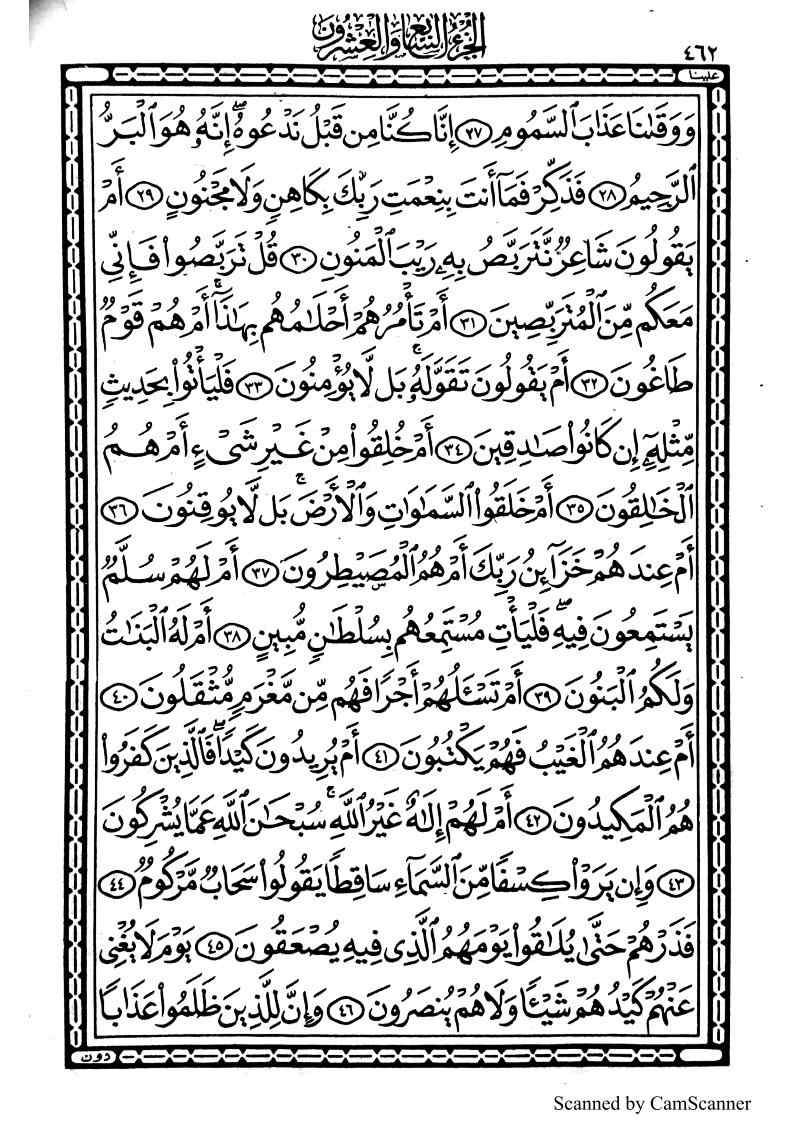 الجزء السابع والعشرون
٤٦٢
علينا
وَوَقَىٰنَا عَذَابَ ٱلسَّمُومِ ٢٧ إِنَّا كُنَّا مِن قَبْلُ نَدْعُوهُ ۖ إِنَّهُۥ هُوَ ٱلْبَرُّ
ٱلرَّحِيمُ ٢٨ فَذَكِّرْ فَمَآ أَنتَ بِنِعْمَتِ رَبِّكَ بِكَاهِنٍ وَلَا مَجْنُونٍ ٢٩ أَمْ
يَقُولُونَ شَاعِرٌ نَّتَرَبَّصُ بِهِۦ رَيْبَ ٱلْمَنُونِ ٣٠ قُلْ تَرَبَّصُوا۟ فَإِنِّى
مَعَكُم مِّنَ ٱلْمُتَرَبِّصِينَ ٣١ أَمْ تَأْمُرُهُمْ أَحْلَـٰمُهُم بِهَـٰذَآ ۚ أَمْ هُمْ قَوْمٌ
طَاغُونَ ٣٢ أَمْ يَقُولُونَ تَقَوَّلَهُۥ ۚ بَل لَّا يُؤْمِنُونَ ٣٣ فَلْيَأْتُوا۟ بِحَدِيثٍ
مِّثْلِهِۦٓ إِن كَانُوا۟ صَـٰدِقِينَ ٣٤ أَمْ خُلِقُوا۟ مِنْ غَيْرِ شَىْءٍ أَمْ هُمُ
ٱلْخَـٰلِقُونَ ٣٥ أَمْ خَلَقُوا۟ ٱلسَّمَـٰوَاتِ وَٱلْأَرْضَ ۚ بَل لَّا يُوقِنُونَ ٣٦
أَمْ عِندَهُمْ خَزَآئِنُ رَبِّكَ أَمْ هُمُ ٱلْمُصَۣيْطِرُونَ ٣٧ أَمْ لَهُمْ سُلَّمٌ
يَسْتَمِعُونَ فِيهِ ۖ فَلْيَأْتِ مُسْتَمِعُهُم بِسُلْطَـٰنٍ مُّبِينٍ ٣٨ أَمْ لَهُ ٱلْبَنَـٰتُ
وَلَكُمُ ٱلْبَنُونَ ٣٩ أَمْ تَسْـَٔلُهُمْ أَجْرًا فَهُم مِّن مَّغْرَمٍ مُّثْقَلُونَ ٤٠
أَمْ عِندَهُمُ ٱلْغَيْبُ فَهُمْ يَكْتُبُونَ ٤١ أَمْ يُرِيدُونَ كَيْدًا ۖ فَٱلَّذِينَ كَفَرُوا۟
هُمُ ٱلْمَكِيدُونَ ٤٢ أَمْ لَهُمْ إِلَـٰهٌ غَيْرُ ٱللَّهِ ۚ سُبْحَـٰنَ ٱللَّهِ عَمَّا يُشْرِكُونَ
٤٣ وَإِن يَرَوْا۟ كِسْفًا مِّنَ ٱلسَّمَآءِ سَاقِطًا يَقُولُوا۟ سَحَابٌ مَّرْكُومٌ ٤٤
فَذَرْهُمْ حَتَّىٰ يُلَـٰقُوا۟ يَوْمَهُمُ ٱلَّذِى فِيهِ يُصْعَقُونَ ٤٥ يَوْمَ لَا يُغْنِى
عَنْهُمْ كَيْدُهُمْ شَيْـًٔا وَلَا هُمْ يُنصَرُونَ ٤٦ وَإِنَّ لِلَّذِينَ ظَلَمُوا۟ عَذَابًا
دون
Scanned by CamScanner